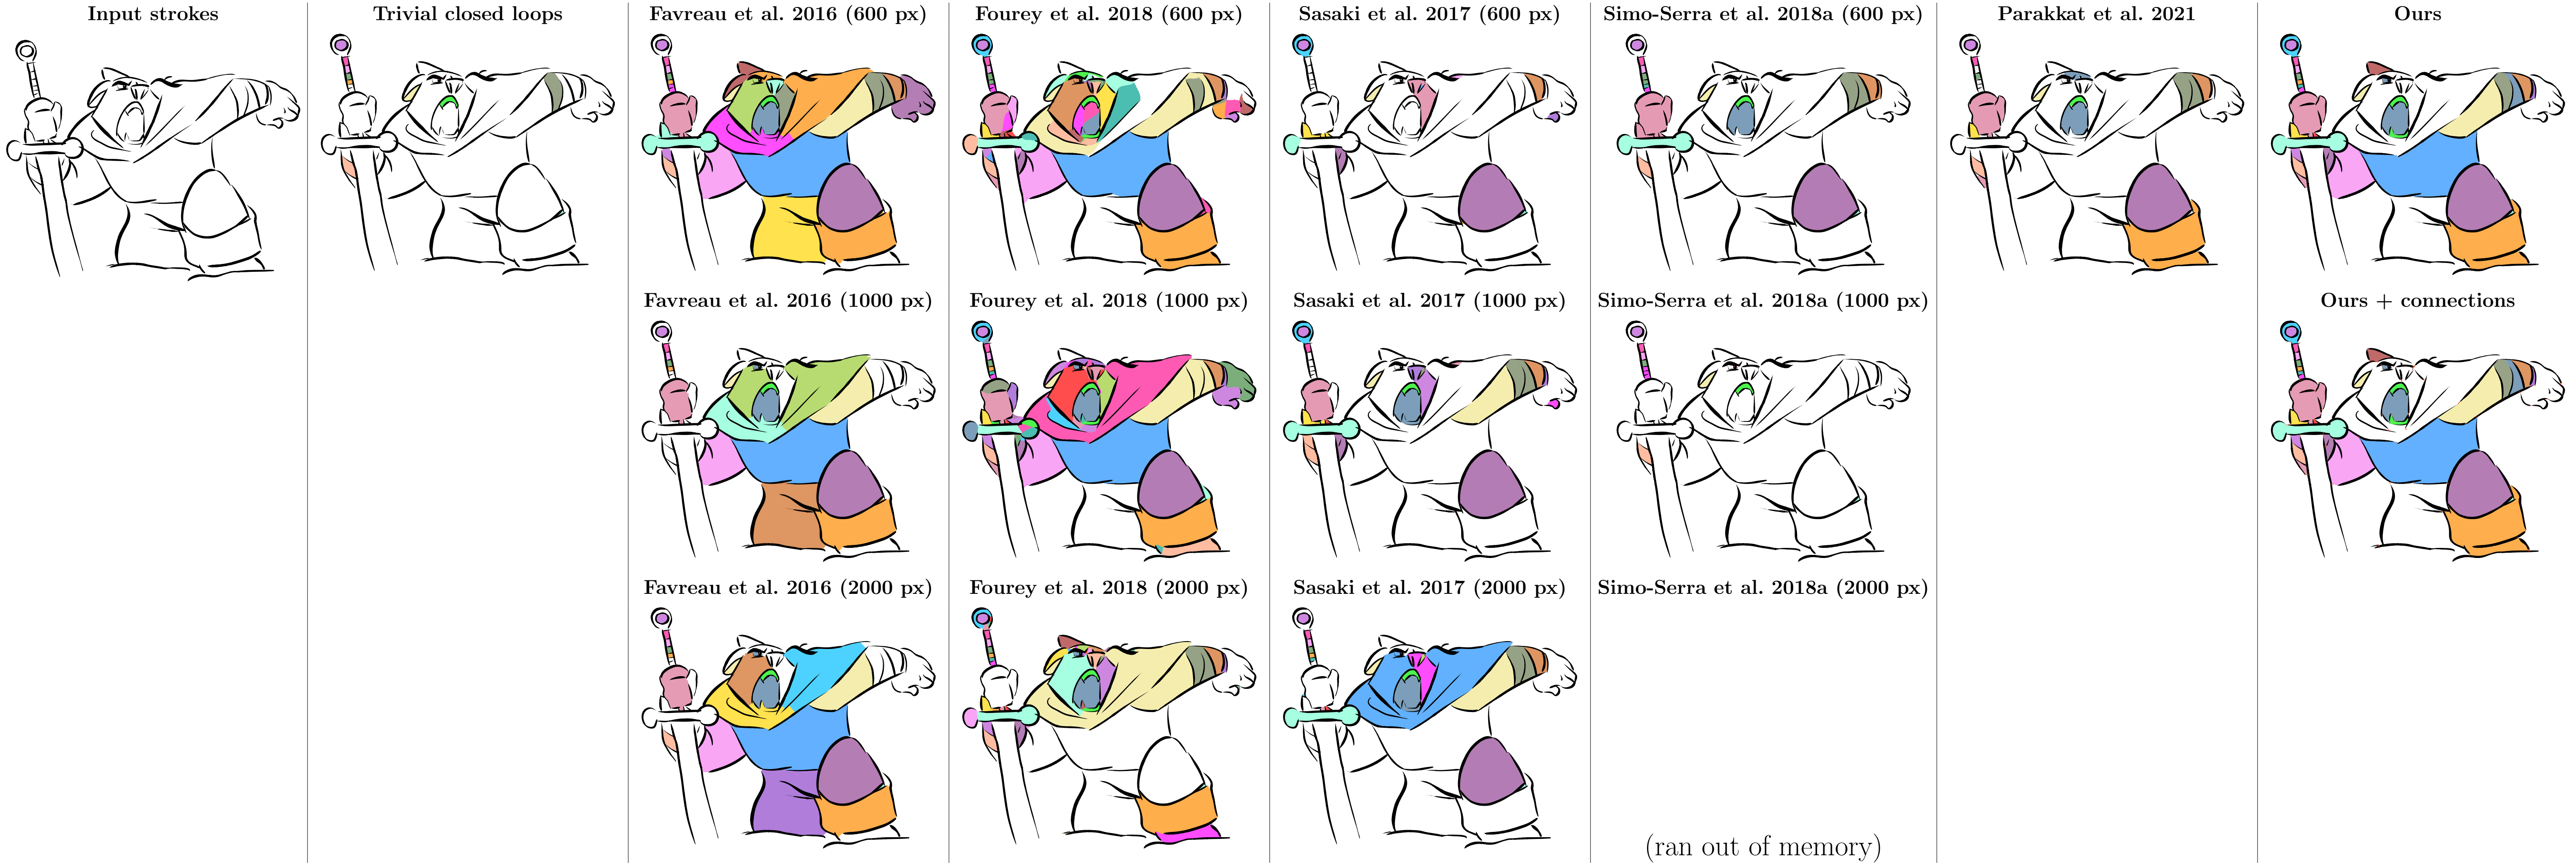 Input strokes
Trivial closed loops
Favreau et al. 2016 (600 px)
Fourey et al. 2018 (600 px)
Sasaki et al. 2017 (600 px)
Simo-Serra et al. 2018a (600 px)
Parakkat et al. 2021
Ours
Favreau et al. 2016 (1000 px)
Fourey et al. 2018 (1000 px)
Sasaki et al. 2017 (1000 px)
Simo-Serra et al. 2018a (1000 px)
Ours + connections
Favreau et al. 2016 (2000 px)
Fourey et al. 2018 (2000 px)
Sasaki et al. 2017 (2000 px)
Simo-Serra et al. 2018a (2000 px)
(ran out of memory)